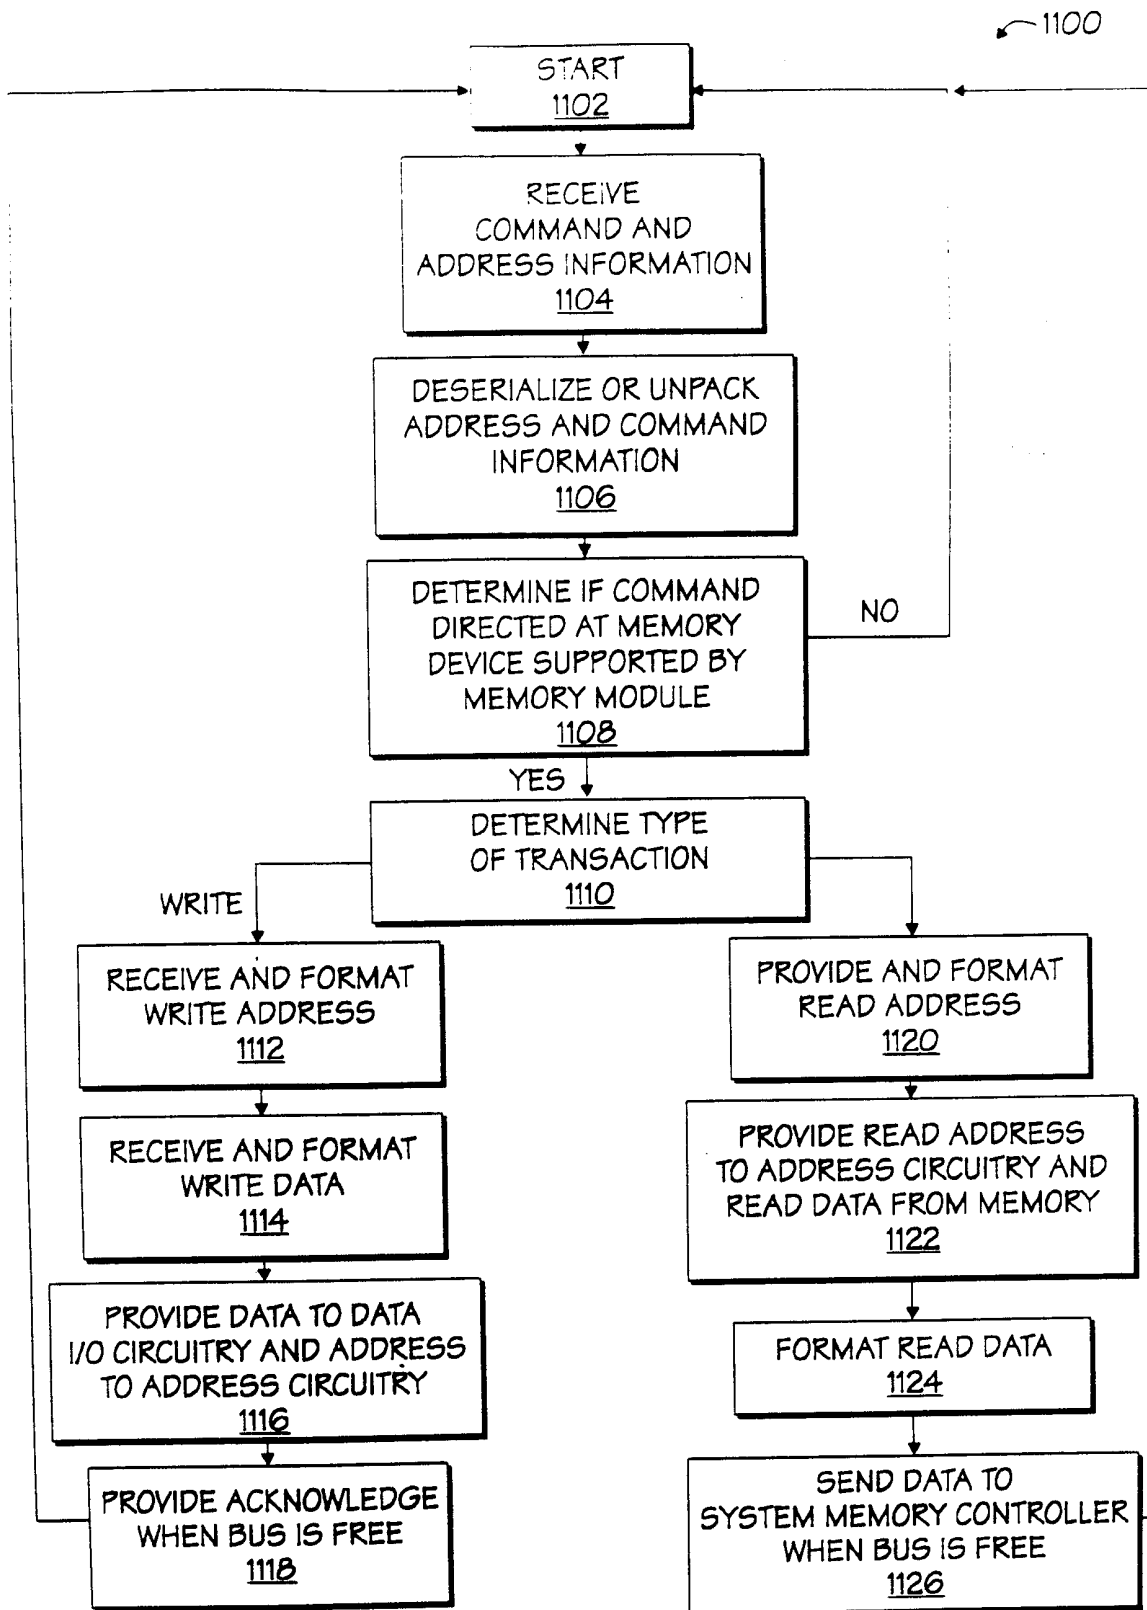 1100
START
1102
RECEIVE
COMMAND AND
ADDRESS INFORMATION
1104
DESERIALIZE OR UNPACK
ADDRESS AND COMMAND
INFORMATION
1106
DETERMINE IF COMMAND
DIRECTED AT MEMORY
DEVICE SUPPORTED BY
MEMORY MODULE
1108
NO
YES
DETERMINE TYPE
OF TRANSACTION
1110
WRITE
RECEIVE AND FORMAT
WRITE ADDRESS
1112
RECEIVE AND FORMAT
WRITE DATA
1114
PROVIDE DATA TO DATA
I/O CIRCUITRY AND ADDRESS
TO ADDRESS CIRCUITRY
1116
PROVIDE ACKNOWLEDGE
WHEN BUS IS FREE
1118
PROVIDE AND FORMAT
READ ADDRESS
1120
PROVIDE READ ADDRESS
TO ADDRESS CIRCUITRY AND
READ DATA FROM MEMORY
1122
FORMAT READ DATA
1124
SEND DATA TO
SYSTEM MEMORY CONTROLLER
WHEN BUS IS FREE
1126